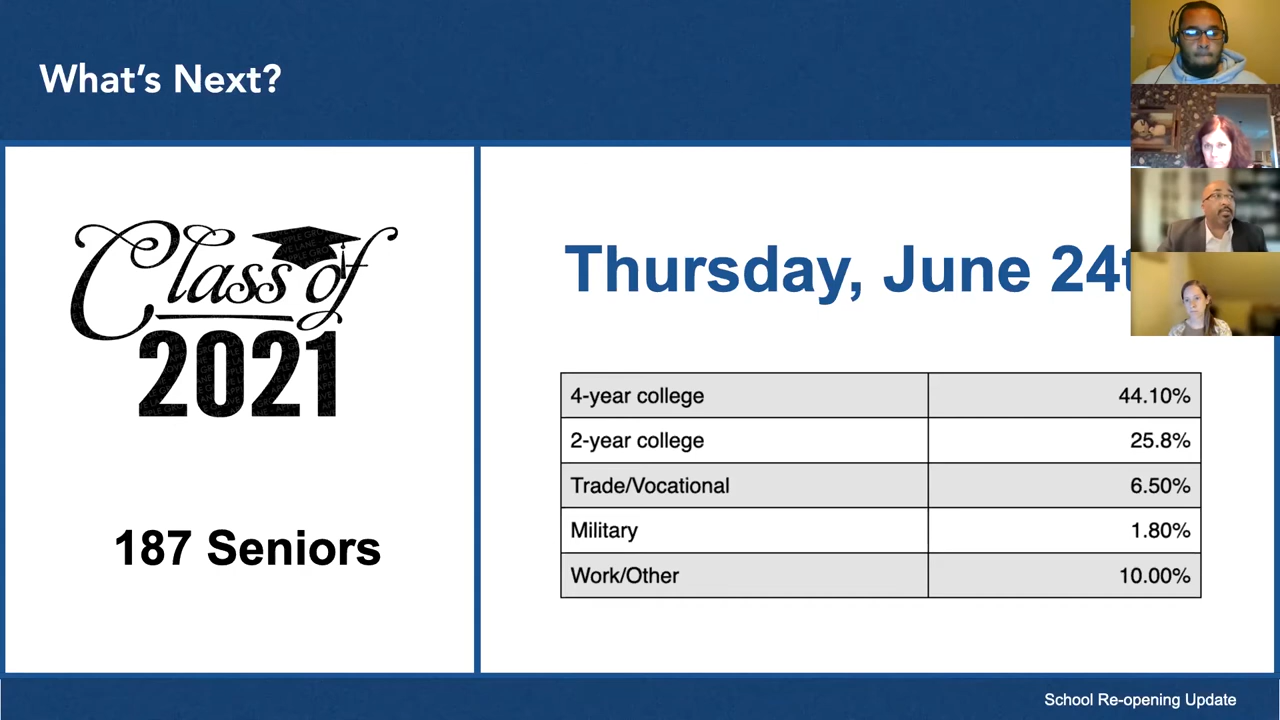 What's Next?
Class of
2021
187 Seniors
Thursday, June 24t
4-year college 44.10%
2-year college 25.8%
Trade/Vocational 6.50%
Military 1.80%
Work/Other 10.00%
School Re-opening Update